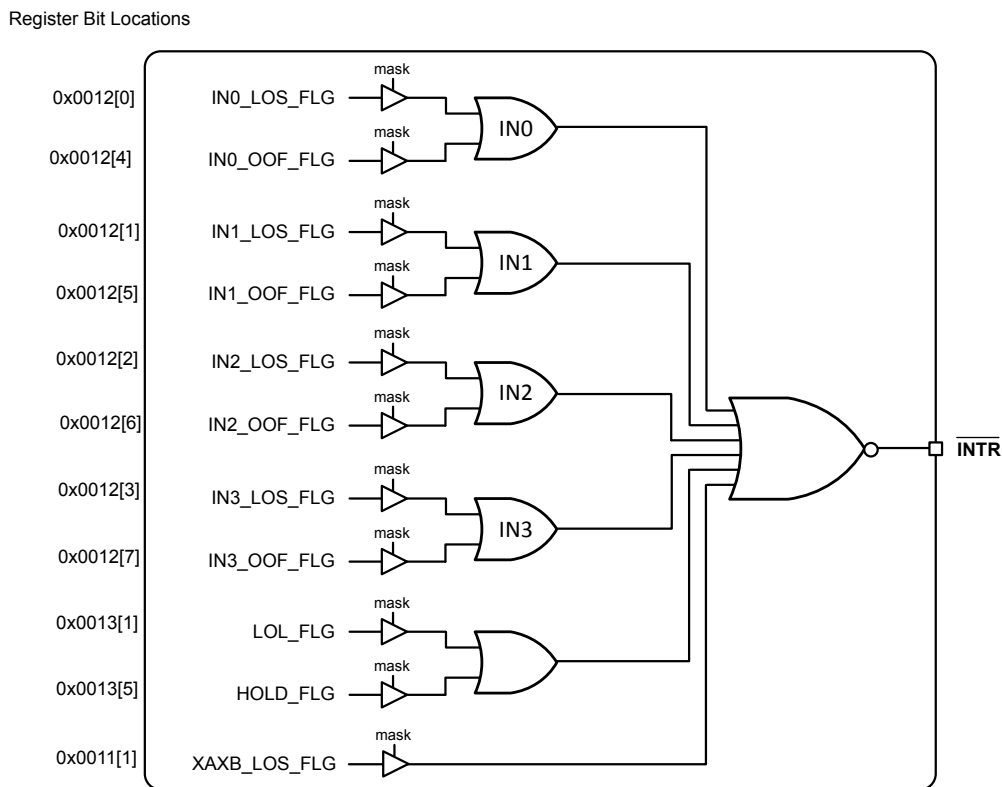 Register Bit Locations
mask
0x0012[0] IN0_LOS_FLG
IN0
mask
0x0012[4] IN0_OOF_FLG
mask
0x0012[1] IN1_LOS_FLG
IN1
mask
0x0012[5] IN1_OOF_FLG
mask
0x0012[2] IN2_LOS_FLG
IN2
mask
0x0012[6] IN2_OOF_FLG
INTR
mask
0x0012[3] IN3_LOS_FLG
IN3
mask
0x0012[7] IN3_OOF_FLG
mask
0x0013[1] LOL_FLG
mask
0x0013[5] HOLD_FLG
mask
0x0011[1] XAXB_LOS_FLG